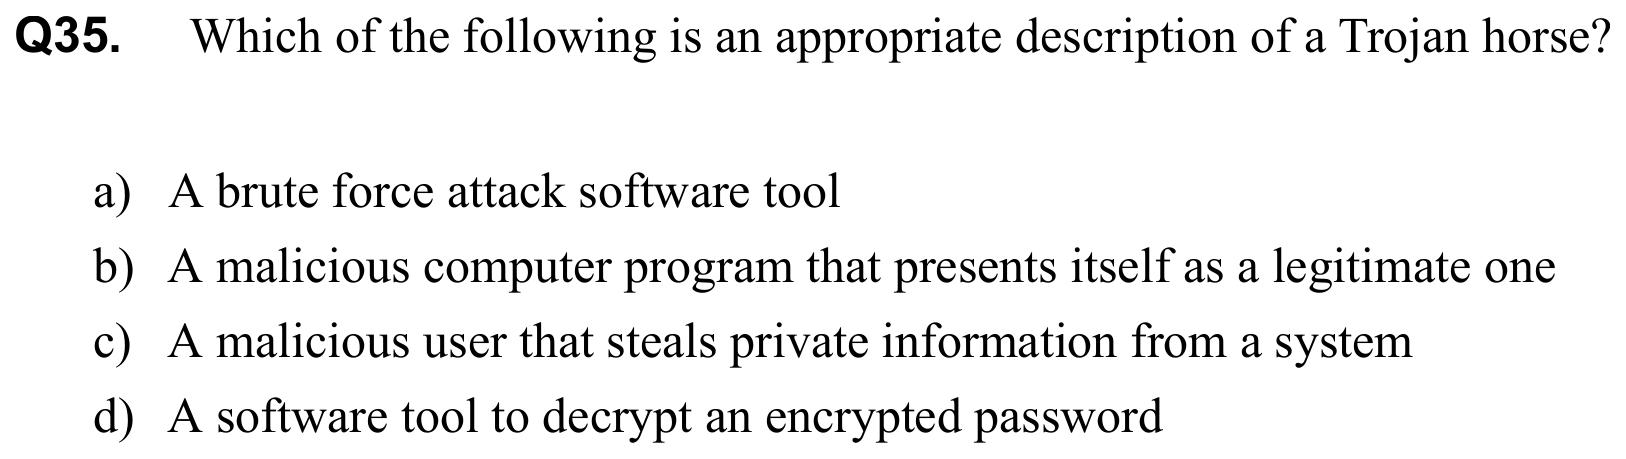 Q35. Which of the following is an appropriate description of a Trojan horse?
a) A brute force attack software tool
b) A malicious computer program that presents itself as a legitimate one
c) A malicious user that steals private information from a system
d) A software tool to decrypt an encrypted password